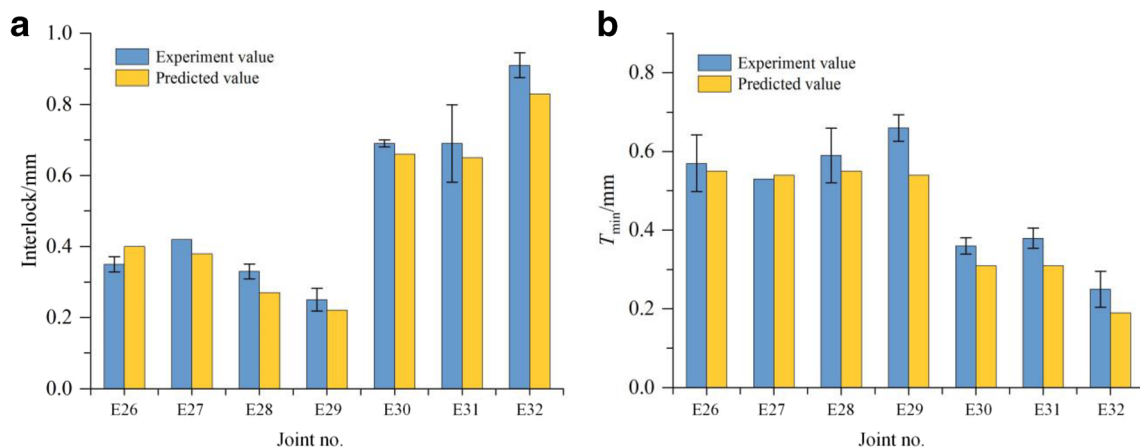 a
1.0
0.8
0.6
0.4
0.2
0.0
Interlock/mm
Experiment value
Predicted value
E26 E27 E28 E29 E30 E31 E32
Joint no.
b
0.8
0.6
0.4
0.2
0.0
Tmin/mm
Experiment value
Predicted value
E26 E27 E28 E29 E30 E31 E32
Joint no.